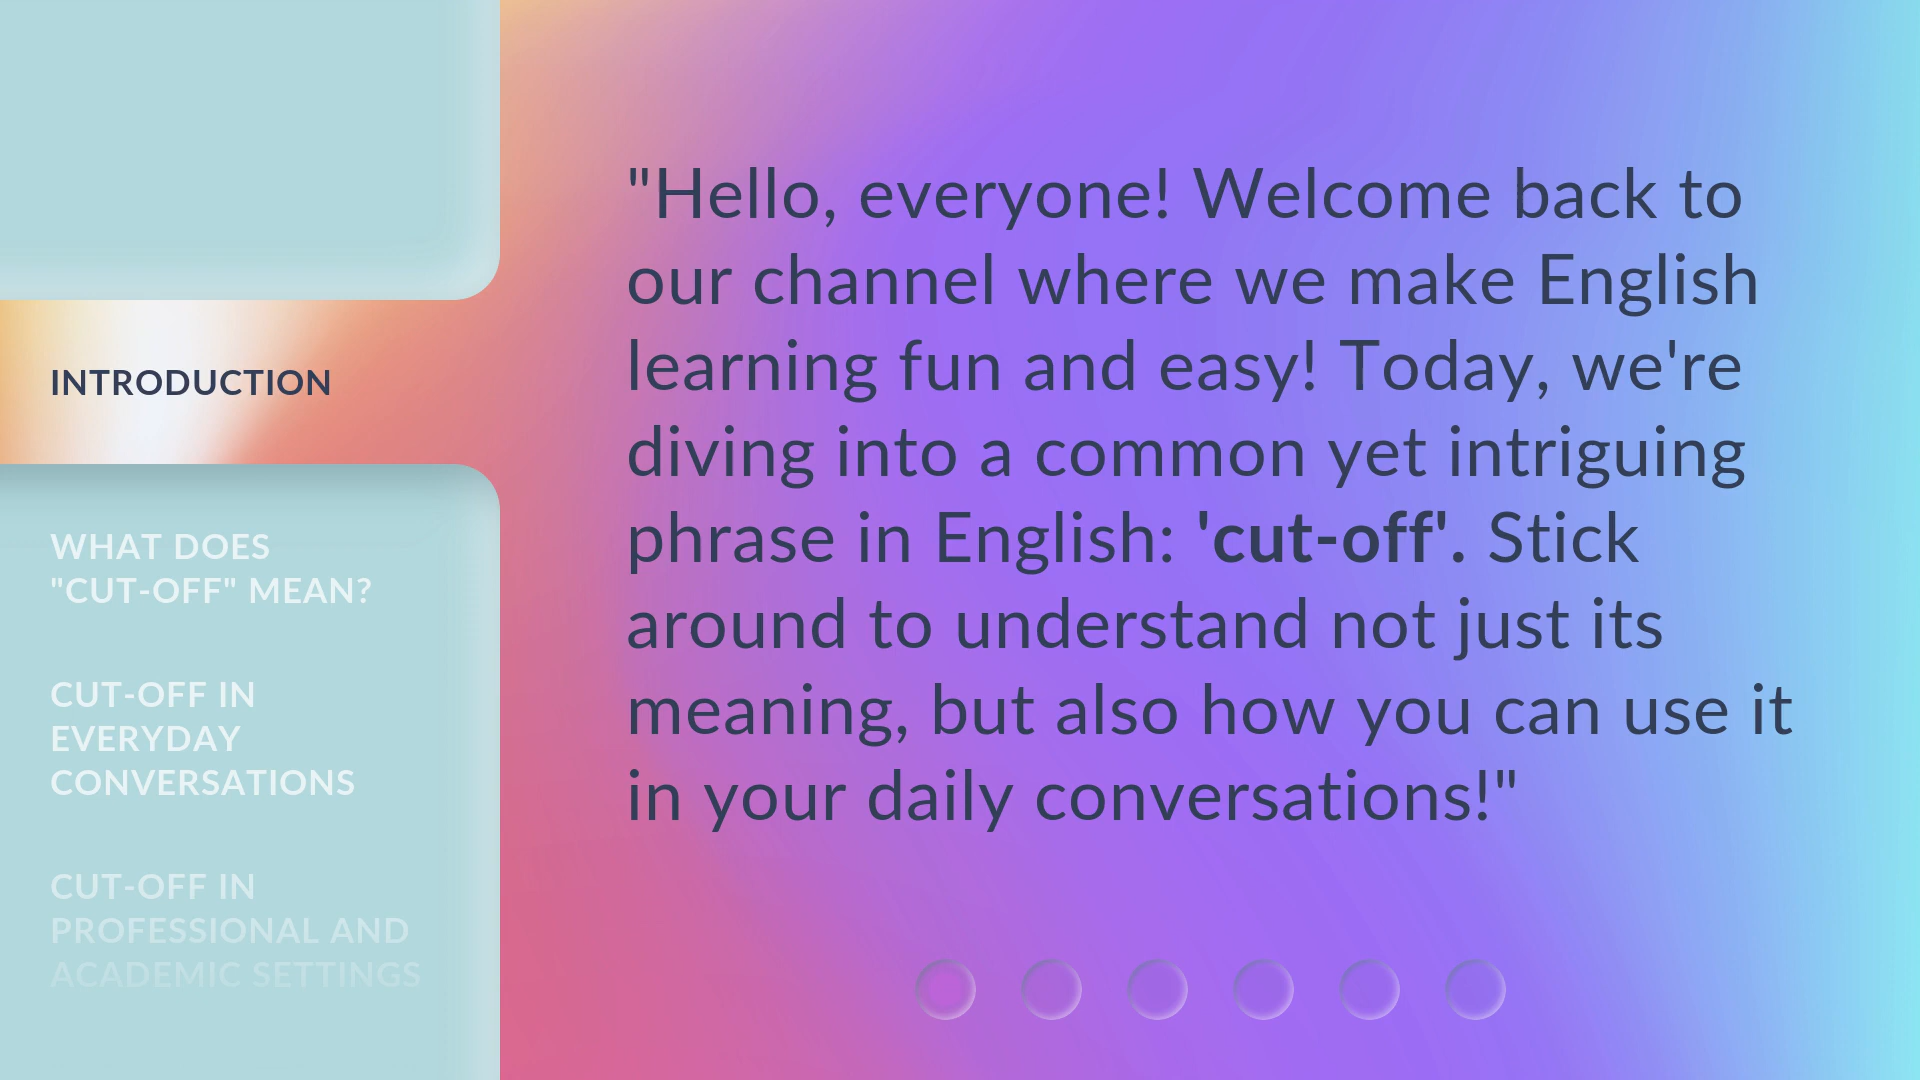 INTRODUCTION
WHAT DOES
"CUT-OFF" MEAN?
CUT-OFF IN
EVERYDAY
CONVERSATIONS
CUT-OFF IN
PROFESSIONAL AND
ACADEMIC SETTINGS
"Hello, everyone! Welcome back to
our channel where we make English
learning fun and easy! Today, we're
diving into a common yet intriguing
phrase in English: 'cut-off'. Stick
around to understand not just its
meaning, but also how you can use it
in your daily conversations!"